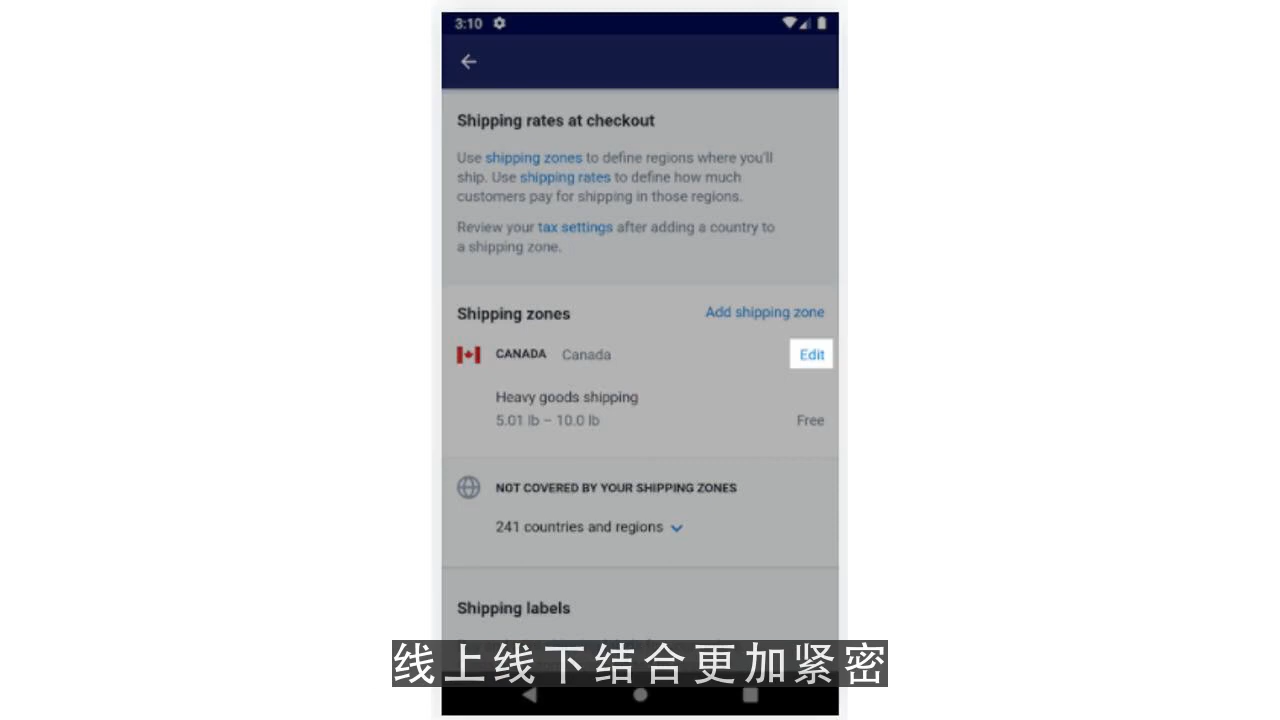 3:10
Shipping rates at checkout
Use shipping zones to define regions where you'll
ship. Use shipping rates to define how much
customers pay for shipping in those regions.
Review your tax settings after adding a country to
a shipping zone.
Shipping zones Add shipping zone
CANADA Canada Edit
Heavy goods shipping
5.01 lb – 10.0 lb Free
NOT COVERED BY YOUR SHIPPING ZONES
241 countries and regions
Shipping labels
线上线下结合更加紧密